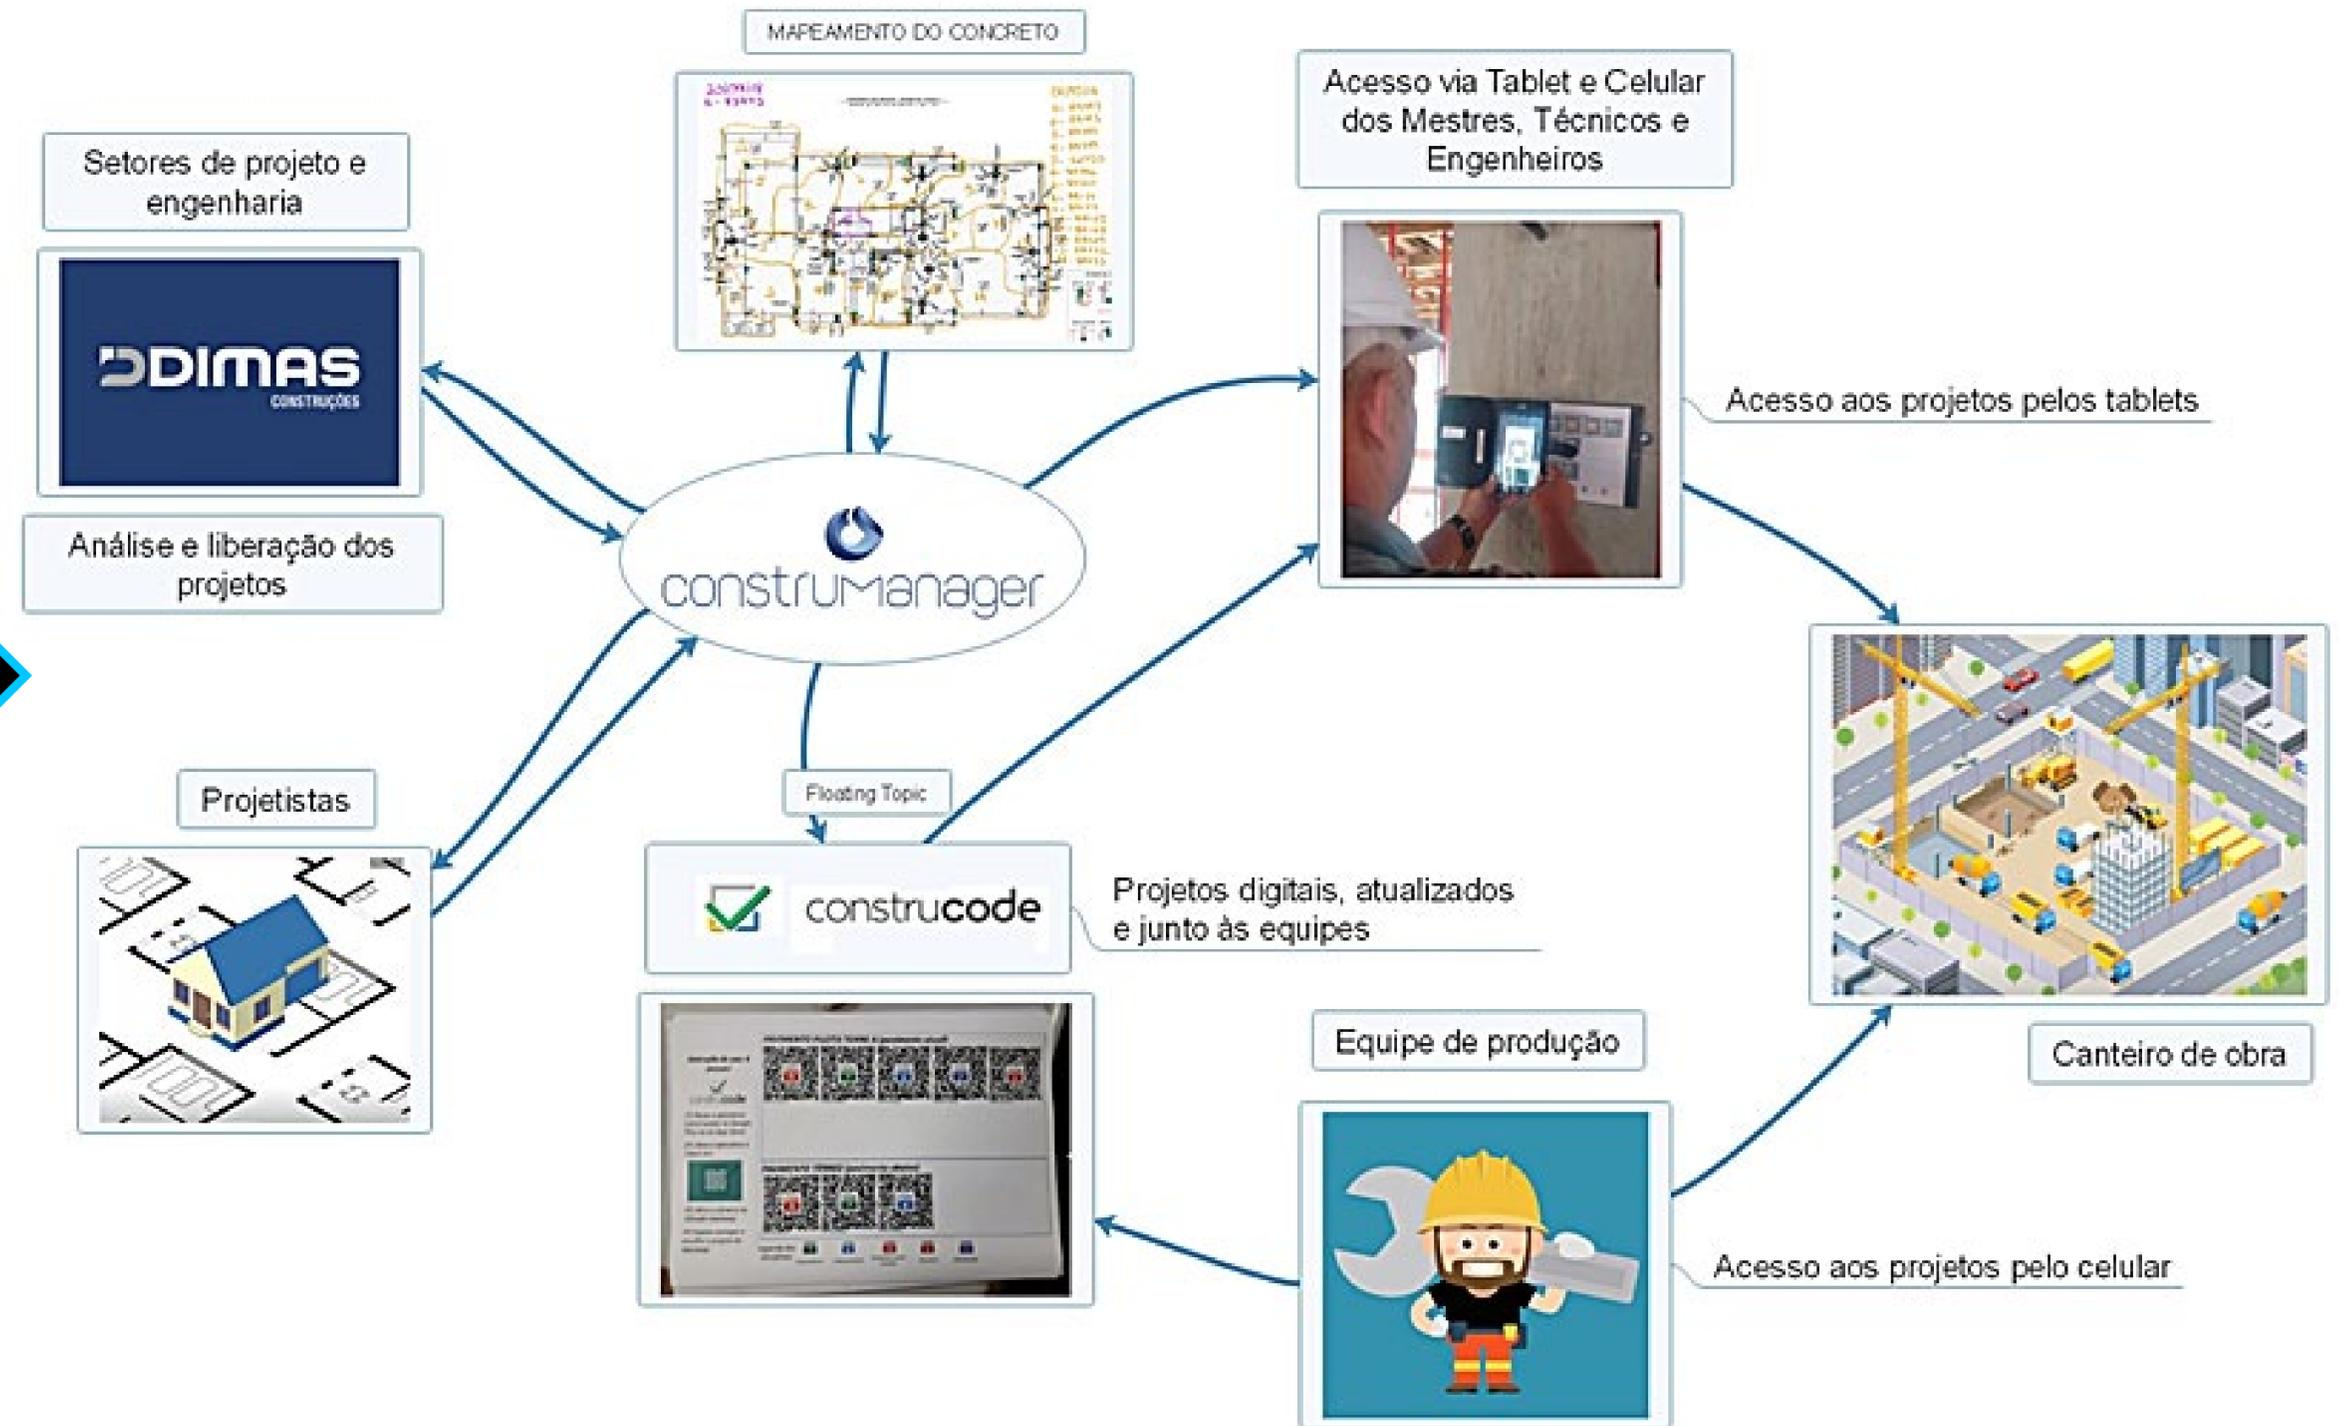 MAPEAMENTO DO CONCRETO
Acesso via Tablet e Celular
dos Mestres, Técnicos e
Engenheiros
Setores de projeto e
engenharia
DIMAS
CONSTRUÇÕES
Acesso aos projetos pelos tablets
Análise e liberação dos
projetos
construmanager
Projetistas
Floating Topic
construcode
Projetos digitais, atualizados
e junto às equipes
Equipe de produção
Canteiro de obra
construcode
Acesso aos projetos pelo celular